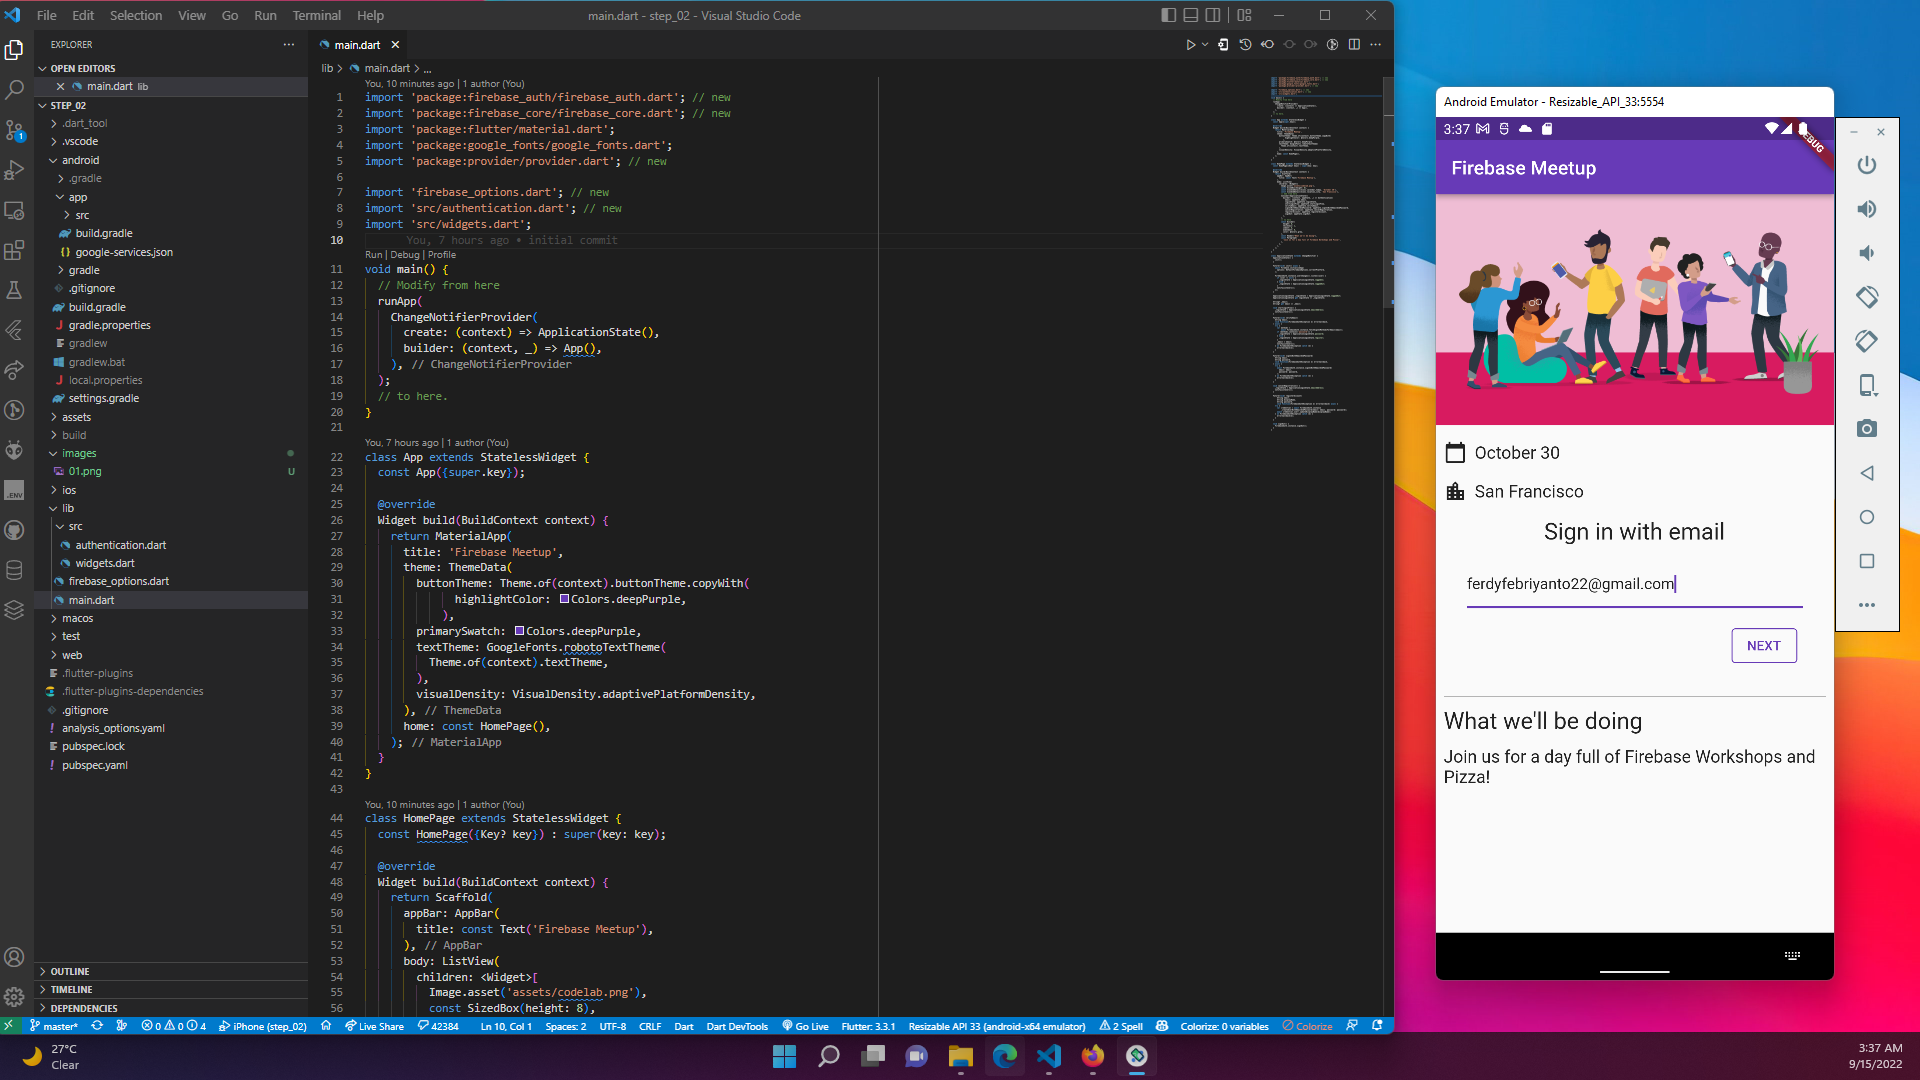 File Edit Selection View Go Run Terminal Help
main.dart - step_02 - Visual Studio Code
EXPLORER
OPEN EDITORS
main.dart lib
STEP_02
.dart_tool
.vscode
android
.gradle
app
src
build.gradle
google-services.json
gradle
.gitignore
build.gradle
gradle.properties
gradlew
gradlew.bat
local.properties
settings.gradle
assets
build
images
01.png U
ios
lib
src
authentication.dart
widgets.dart
firebase_options.dart
main.dart
macos
test
web
.flutter-plugins
.flutter-plugins-dependencies
.gitignore
analysis_options.yaml
pubspec.lock
pubspec.yaml
OUTLINE
TIMELINE
DEPENDENCIES
1
.ENV
main.dart
lib > main.dart > ...
You, 10 minutes ago | 1 author (You)
1 import 'package:firebase_auth/firebase_auth.dart'; // new
2 import 'package:firebase_core/firebase_core.dart'; // new
3 import 'package:flutter/material.dart';
4 import 'package:google_fonts/google_fonts.dart';
5 import 'package:provider/provider.dart'; // new
6
7 import 'firebase_options.dart'; // new
8 import 'src/authentication.dart'; // new
9 import 'src/widgets.dart';
10 You, 7 hours ago • initial commit
Run | Debug | Profile
11 void main() {
12 // Modify from here
13 runApp(
14 ChangeNotifierProvider(
15 create: (context) => ApplicationState(),
16 builder: (context, _) => App(),
17 ), // ChangeNotifierProvider
18 );
19 // to here.
20 }
21
You, 7 hours ago | 1 author (You)
22 class App extends StatelessWidget {
23 const App({super.key});
24
25 @override
26 Widget build(BuildContext context) {
27 return MaterialApp(
28 title: 'Firebase Meetup',
29 theme: ThemeData(
30 buttonTheme: Theme.of(context).buttonTheme.copyWith(
31 highlightColor: Colors.deepPurple,
32 ),
33 primarySwatch: Colors.deepPurple,
34 textTheme: GoogleFonts.robotoTextTheme(
35 Theme.of(context).textTheme,
36 ),
37 visualDensity: VisualDensity.adaptivePlatformDensity,
38 ), // ThemeData
39 home: const HomePage(),
40 ); // MaterialApp
41 }
42 }
43
You, 10 minutes ago | 1 author (You)
44 class HomePage extends StatelessWidget {
45 const HomePage({Key? key}) : super(key: key);
46
47 @override
48 Widget build(BuildContext context) {
49 return Scaffold(
50 appBar: AppBar(
51 title: const Text('Firebase Meetup'),
52 ), // AppBar
53 body: ListView(
54 children: <Widget>[
55 Image.asset('assets/codelab.png'),
56 const SizedBox(height: 8),
master* 0 0 4 iPhone (step_02) Live Share 42384 Ln 10, Col 1 Spaces: 2 UTF-8 CRLF Dart Dart DevTools Go Live Flutter: 3.3.1 Resizable API 33 (android-x64 emulator) 2 Spell Colorize: 0 variables Colorize
Android Emulator - Resizable_API_33:5554
3:37
DEBUG
Firebase Meetup
October 30
San Francisco
Sign in with email
ferdyfebriyanto22@gmail.com
NEXT
What we'll be doing
Join us for a day full of Firebase Workshops and
Pizza!
27°C
Clear
3:37 AM
9/15/2022